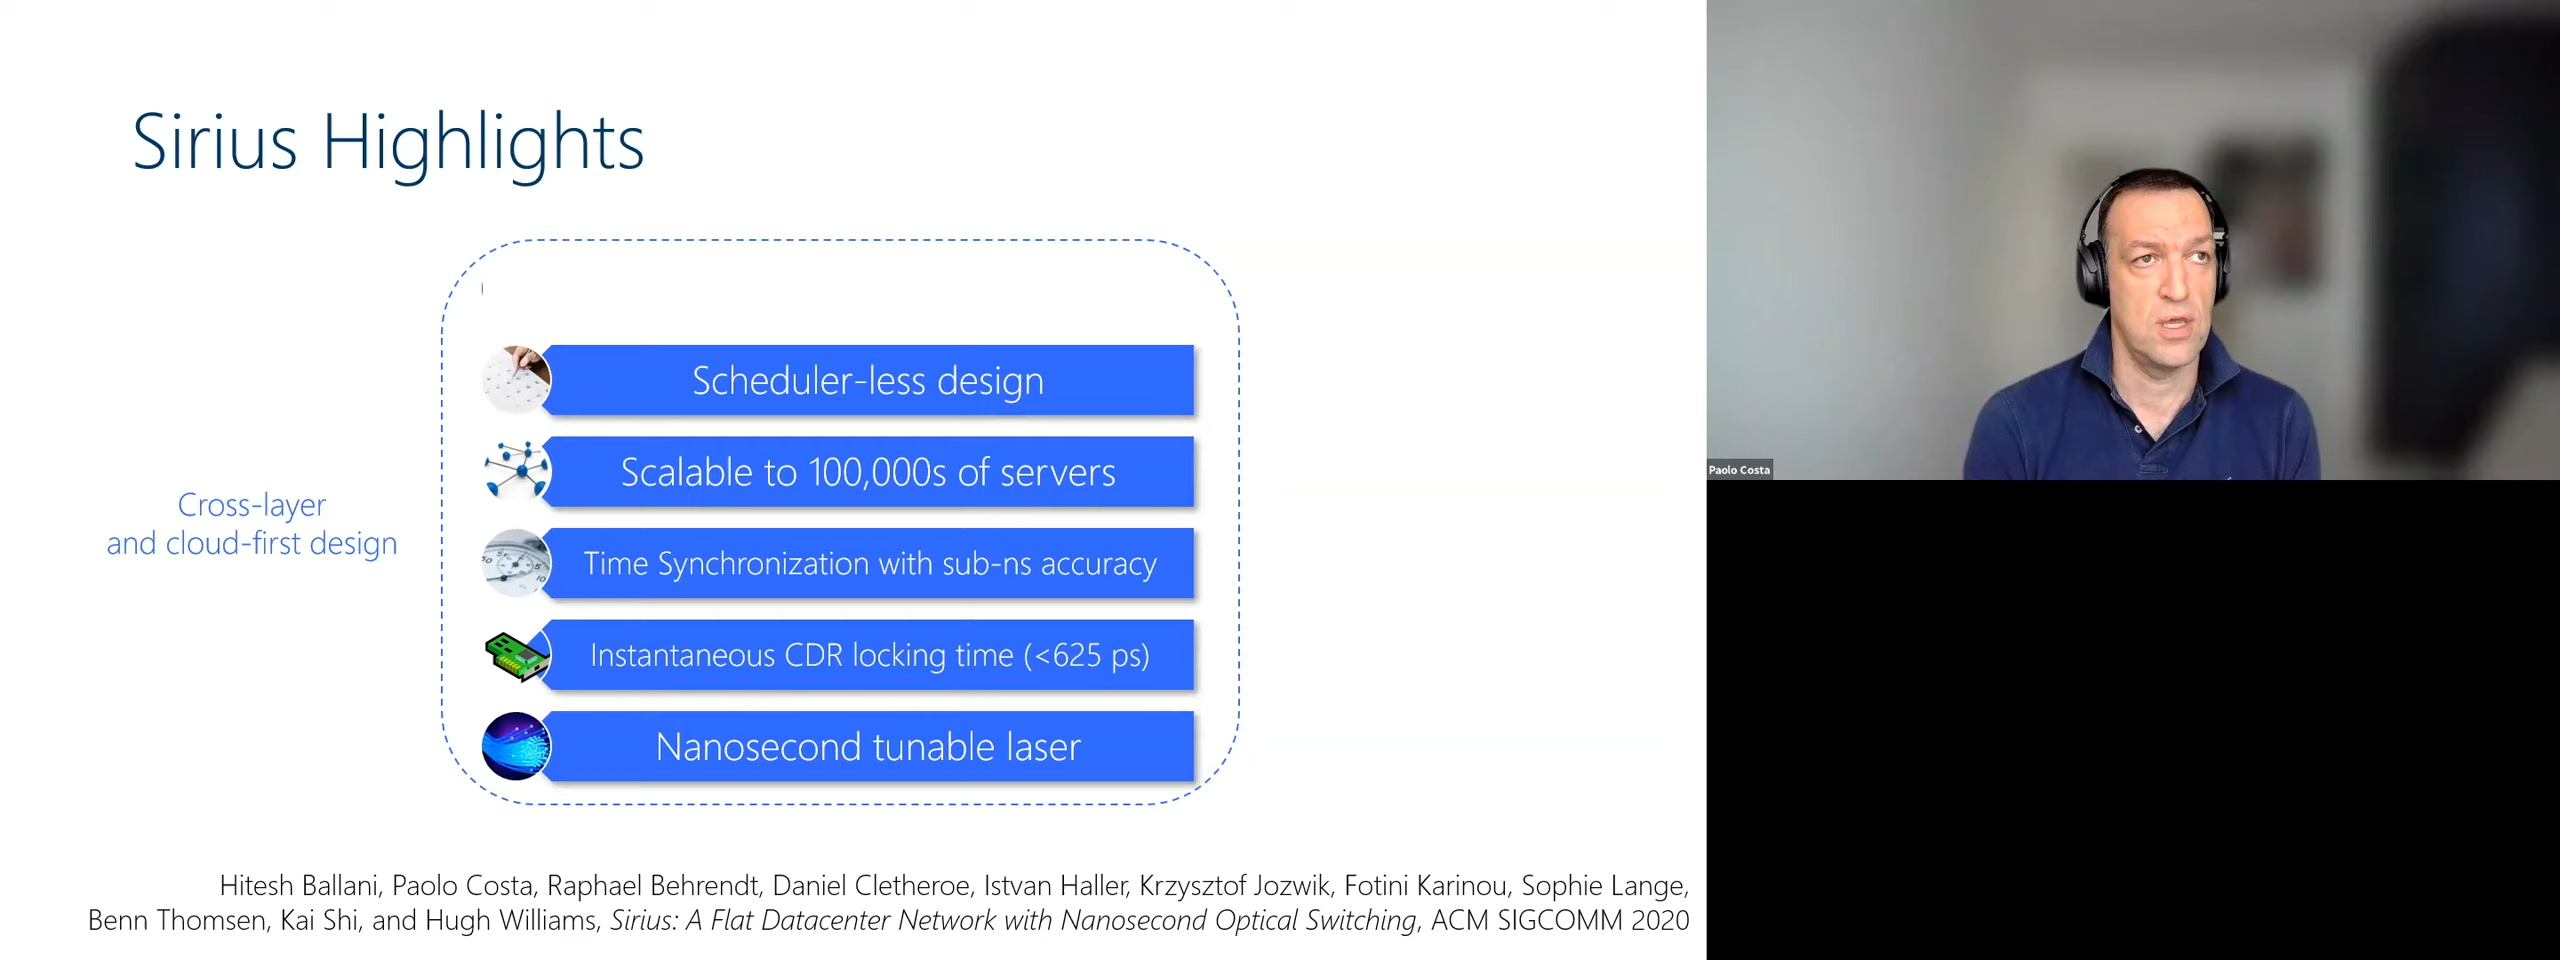 Sirius Highlights
Scheduler-less design
Scalable to 100,000s of servers
Cross-layer
and cloud-first design
Time Synchronization with sub-ns accuracy
Instantaneous CDR locking time (<625 ps)
Nanosecond tunable laser
Hitesh Ballani, Paolo Costa, Raphael Behrendt, Daniel Cletheroe, Istvan Haller, Krzysztof Jozwik, Fotini Karinou, Sophie Lange,
Benn Thomsen, Kai Shi, and Hugh Williams, Sirius: A Flat Datacenter Network with Nanosecond Optical Switching, ACM SIGCOMM 2020
Paolo Costa